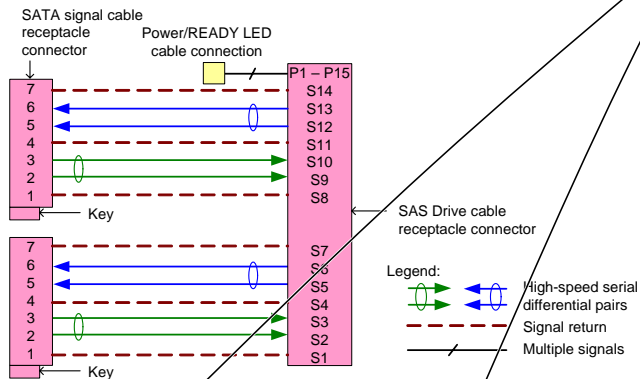 SATA signal cable
receptacle
connector
Power/READY LED
cable connection
P1 – P15
7
S14
6
S13
5
S12
4
S11
3
S10
2
S9
1
S8
Key
SAS Drive cable
receptacle connector
7
S7
6
S6
5
S5
4
S4
3
S3
2
S2
1
S1
Key
Legend:
High-speed serial
differential pairs
Signal return
Multiple signals